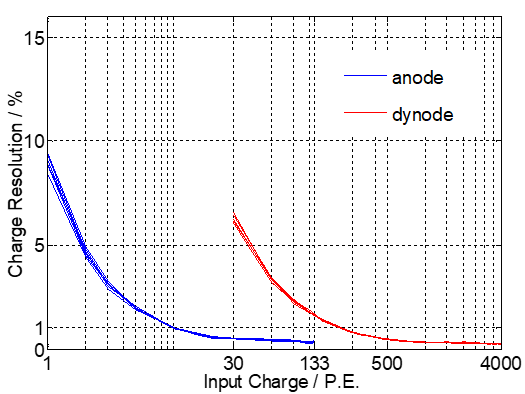 15
anode
dynode
10
Charge Resolution / %
5
1
0
1 30 133 500 4000
Input Charge / P.E.